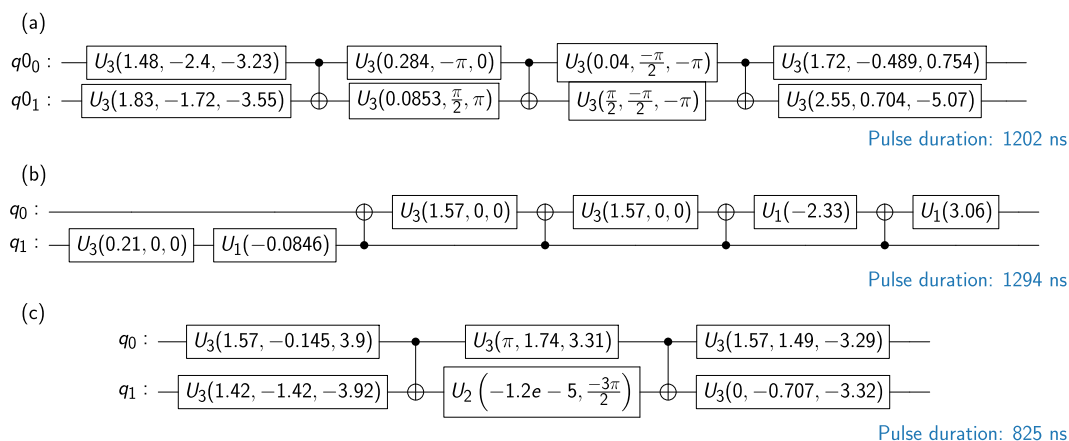 (a)
q0₀ : U₃(1.48, −2.4, −3.23) U₃(0.284, −π, 0) U₃(0.04, −π/2, −π) U₃(1.72, −0.489, 0.754)
q0₁ : U₃(1.83, −1.72, −3.55) U₃(0.0853, π/2, π) U₃(π/2, −π/2, −π) U₃(2.55, 0.704, −5.07)
Pulse duration: 1202 ns
(b)
q₀ : U₃(1.57, 0, 0) U₃(1.57, 0, 0) U₁(−2.33) U₁(3.06)
q₁ : U₃(0.21, 0, 0) U₁(−0.0846)
Pulse duration: 1294 ns
(c)
q₀ : U₃(1.57, −0.145, 3.9) U₃(π, 1.74, 3.31) U₃(1.57, 1.49, −3.29)
q₁ : U₃(1.42, −1.42, −3.92) U₂ (−1.2e − 5, −3π/2) U₃(0, −0.707, −3.32)
Pulse duration: 825 ns